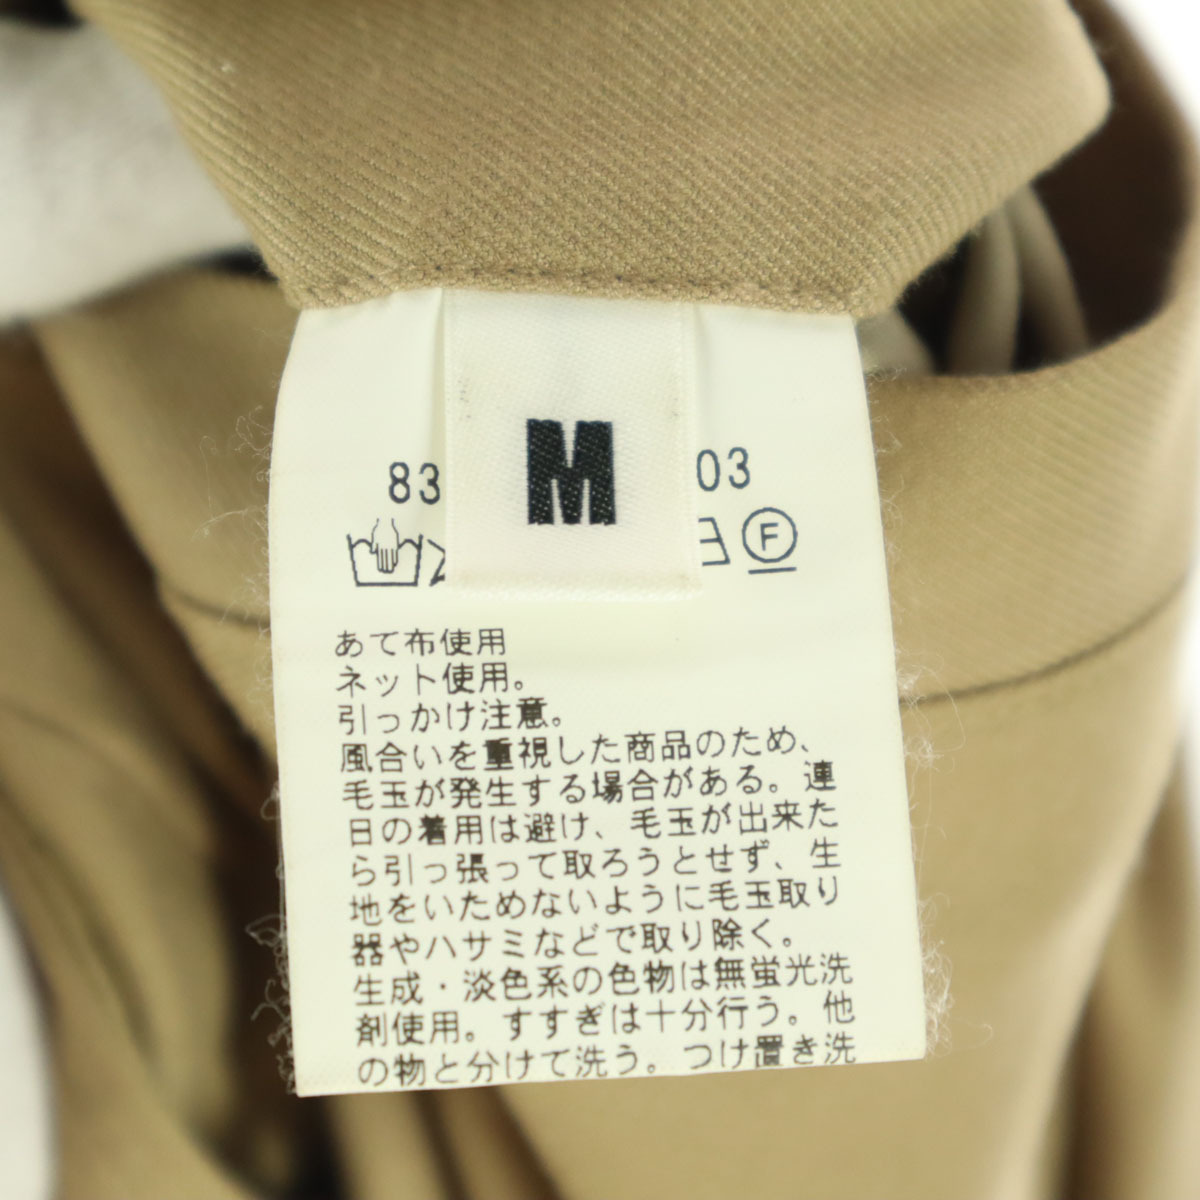 M
83 03
F
あて布使用
ネット使用。
引っかけ注意。
風合いを重視した商品のため、
毛玉が発生する場合がある。連
日の着用は避け、毛玉が出来た
ら引っ張って取ろうとせず、生
地をいためないように毛玉取り
器やハサミなどで取り除く。
生成・淡色系の色物は無蛍光洗
剤使用。すすぎは十分行う。他
の物と分けて洗う。つけ置き洗